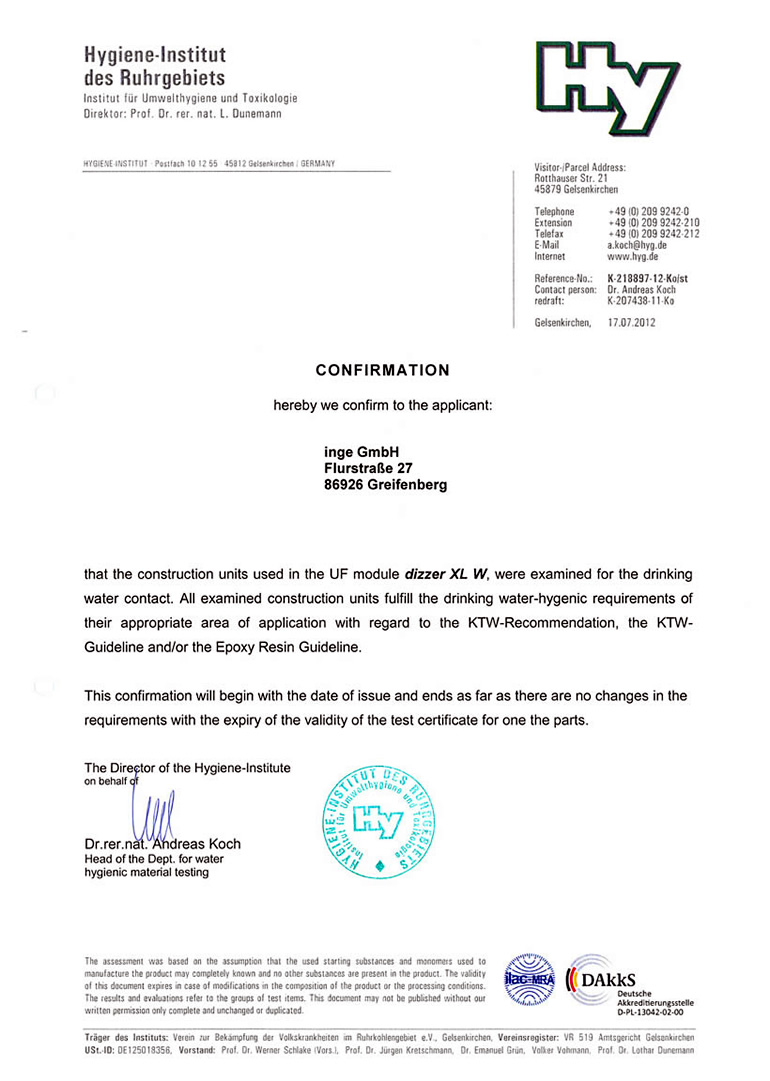 Hygiene-Institut
des Ruhrgebiets
Institut für Umwelthygiene und Toxikologie
Direktor: Prof. Dr. rer. nat. L. Dunemann
Hy
HYGIENE-INSTITUT · Postfach 10 12 55 · 45812 Gelsenkirchen / GERMANY
Visitor-/Parcel Address:
Rotthauser Str. 21
45879 Gelsenkirchen
Telephone +49 (0) 209 9242-0
Extension +49 (0) 209 9242-210
Telefax +49 (0) 209 9242-212
E-Mail a.koch@hyg.de
Internet www.hyg.de
Reference-No.: K-218897-12-Ko/st
Contact person: Dr. Andreas Koch
redraft: K-207438-11-Ko
Gelsenkirchen, 17.07.2012
CONFIRMATION
hereby we confirm to the applicant:
inge GmbH
Flurstraße 27
86926 Greifenberg
that the construction units used in the UF module dizzer XL W, were examined for the drinking
water contact. All examined construction units fulfill the drinking water-hygenic requirements of
their appropriate area of application with regard to the KTW-Recommendation, the KTW-
Guideline and/or the Epoxy Resin Guideline.
This confirmation will begin with the date of issue and ends as far as there are no changes in the
requirements with the expiry of the validity of the test certificate for one the parts.
The Director of the Hygiene-Institute
on behalf of
Dr.rer.nat. Andreas Koch
Head of the Dept. for water
hygienic material testing
HYGIENE-INSTITUT DES RUHRGEBIETS
Institut für Umwelthygiene und Toxikologie
Hy
The assessment was based on the assumption that the used starting substances and monomers used to
manufacture the product may completely known and no other substances are present in the product. The validity
of this document expires in case of modifications in the composition of the product or the processing conditions.
The results and evaluations refer to the groups of test items. This document may not be published without our
written permission only complete and unchanged or duplicated.
ilac-MRA
DAkkS
Deutsche
Akkreditierungsstelle
D-PL-13042-02-00
Träger des Instituts: Verein zur Bekämpfung der Volkskrankheiten im Ruhrkohlengebiet e.V., Gelsenkirchen, Vereinsregister: VR 519 Amtsgericht Gelsenkirchen
USt.-ID: DE125018356, Vorstand: Prof. Dr. Werner Schlake (Vors.), Prof. Dr. Jürgen Kretschmann, Dr. Emanuel Grün, Volker Vohmann, Prof. Dr. Lothar Dunemann